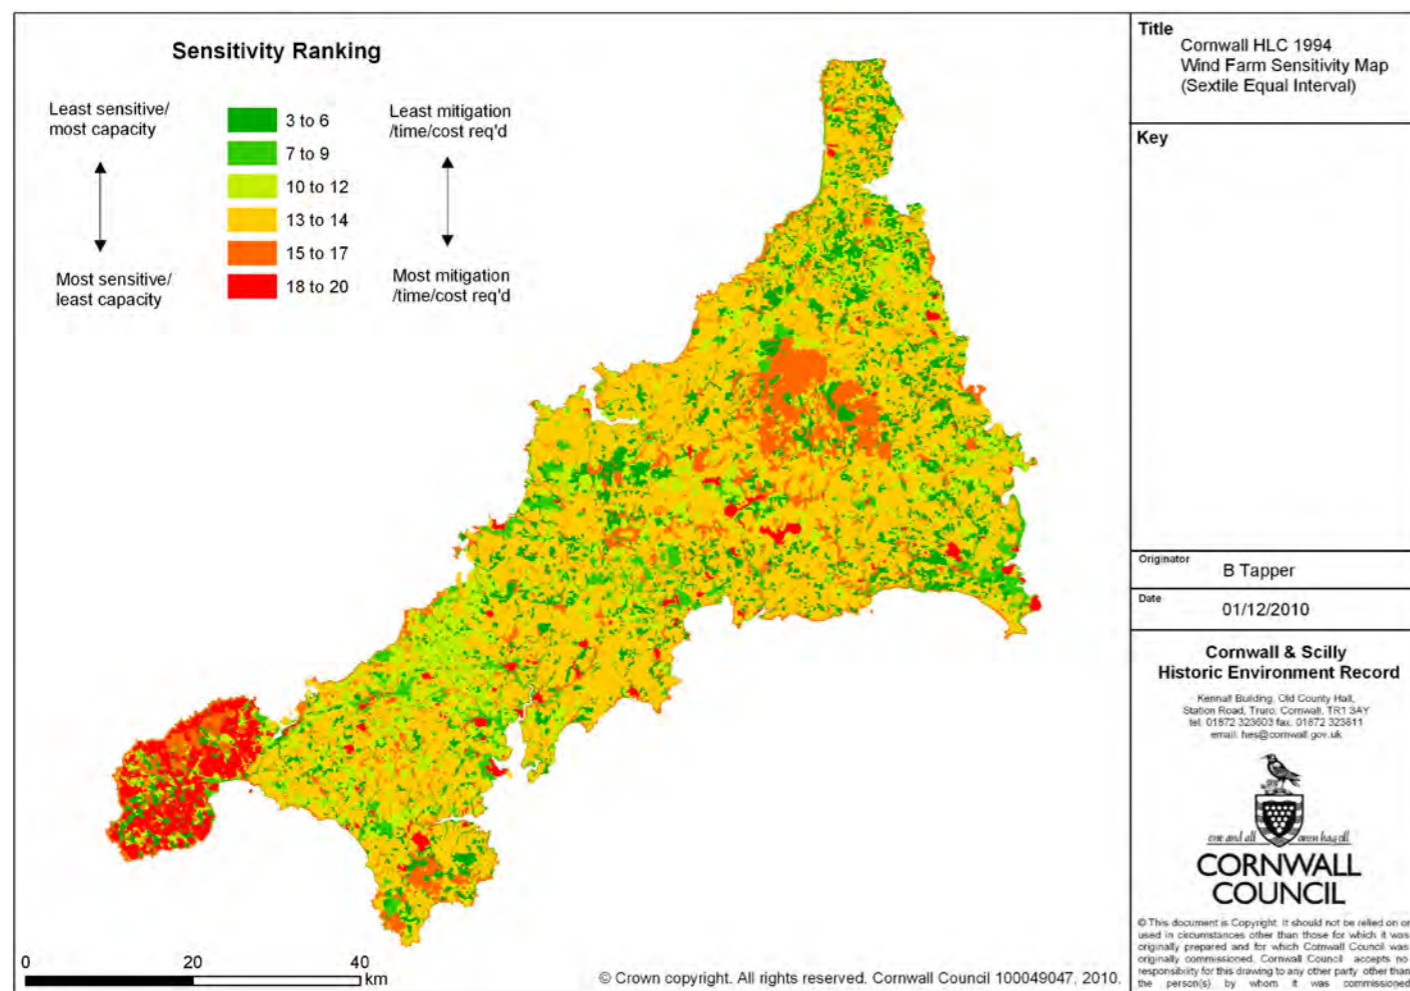 Sensitivity Ranking
Least sensitive/
most capacity
Most sensitive/
least capacity
3 to 6
7 to 9
10 to 12
13 to 14
15 to 17
18 to 20
Least mitigation
/time/cost req'd
Most mitigation
/time/cost req'd
0
20
40
km
© Crown copyright. All rights reserved. Cornwall Council 100049047, 2010.
Title
Cornwall HLC 1994
Wind Farm Sensitivity Map
(Sextile Equal Interval)
Key
Originator
B Tapper
Date
01/12/2010
Cornwall & Scilly
Historic Environment Record
Kennall Building, Old County Hall,
Station Road, Truro, Cornwall, TR1 3AY
tel: 01872 323603 fax: 01872 323811
email: hes@cornwall.gov.uk
one and all onen hag oll
CORNWALL
COUNCIL
© This document is Copyright. It should not be relied on or
used in circumstances other than those for which it was
originally prepared and for which Cornwall Council was
originally commissioned. Cornwall Council accepts no
responsibility for this drawing to any other party other than
the person(s) by whom it was commissioned